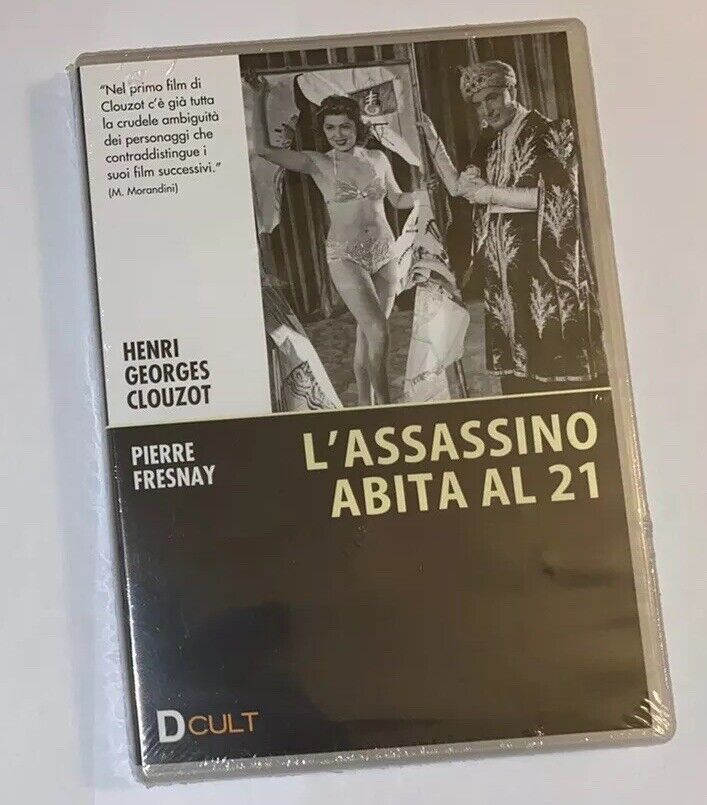 "Nel primo film di
Clouzot c'è già tutta
la crudele ambiguità
dei personaggi che
contraddistingue i
suoi film successivi."
(M. Morandini)
HENRI
GEORGES
CLOUZOT
PIERRE
FRESNAY
L'ASSASSINO
ABITA AL 21
D CULT